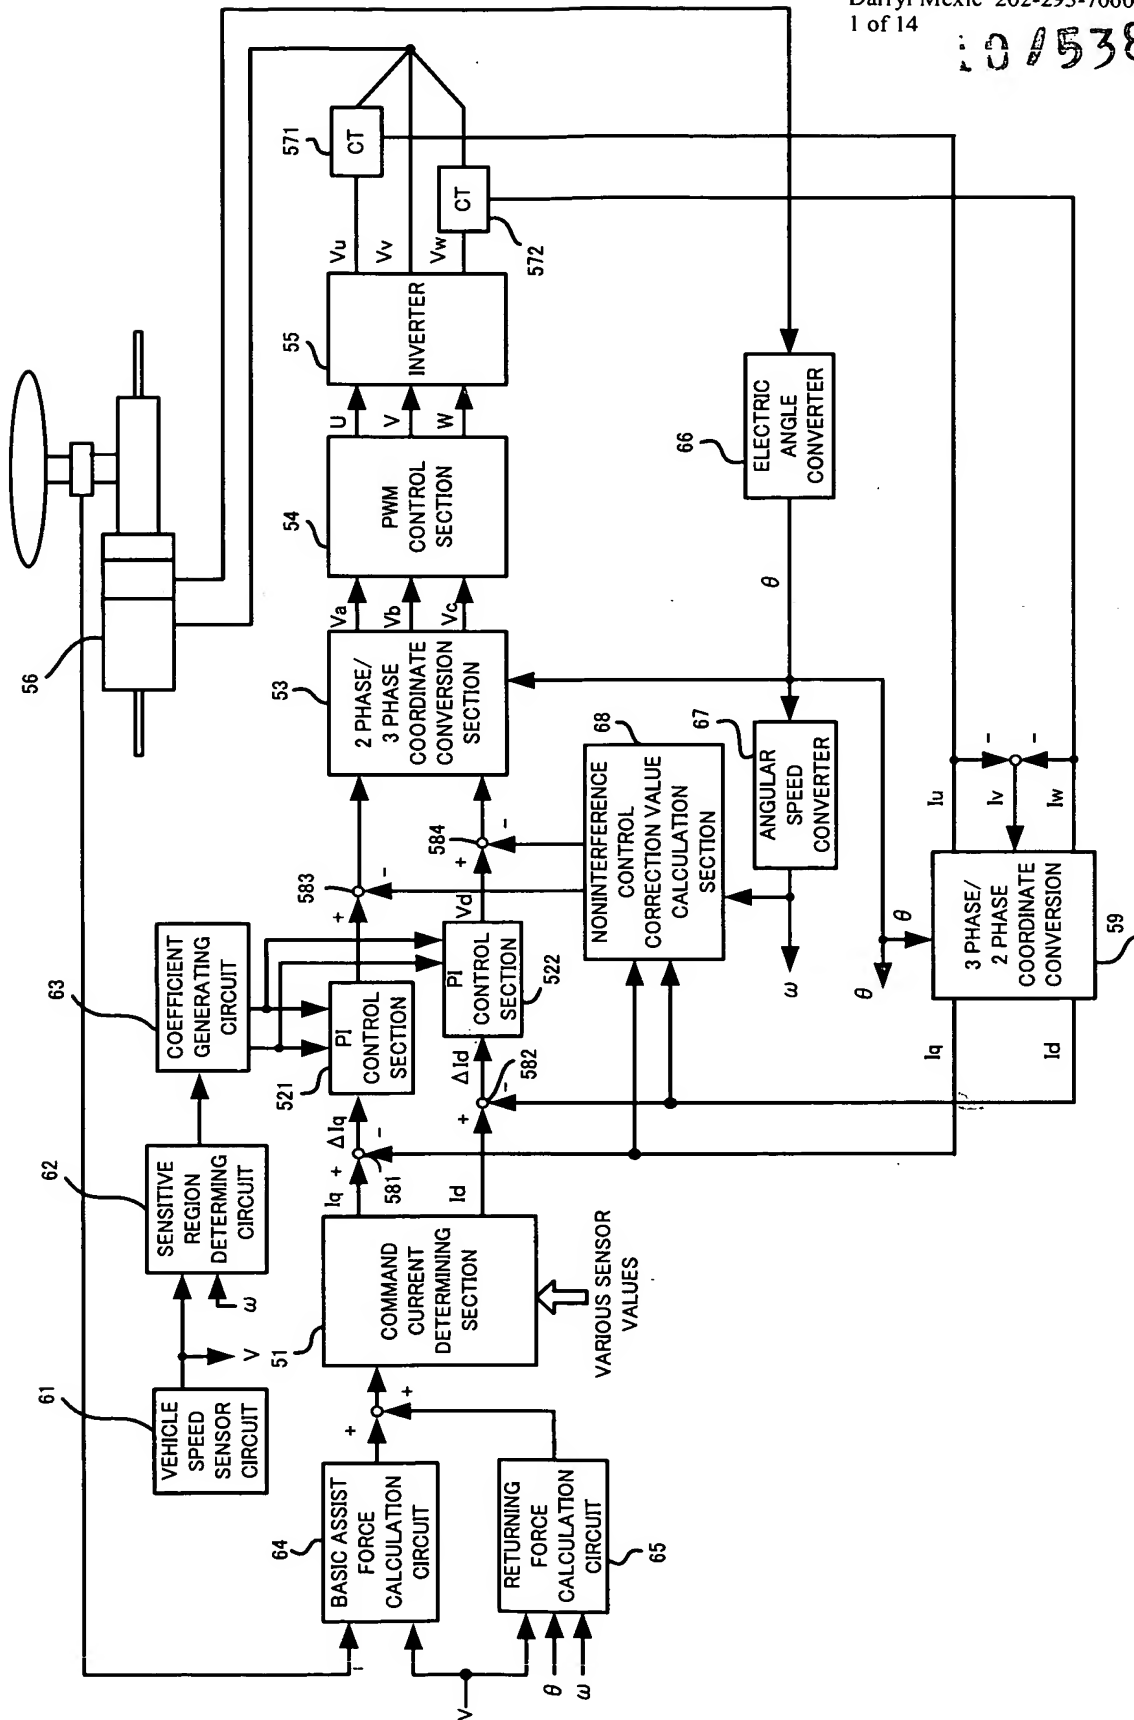 Darryl Mexic 202-293-7060
1 of 14
10/538
56
571
CT
CT
572
Vu
Vv
Vw
55
INVERTER
U
V
W
54
PWM
CONTROL
SECTION
Va
Vb
Vc
53
2 PHASE/
3 PHASE
COORDINATE
CONVERSION
SECTION
66
ELECTRIC
ANGLE
CONVERTER
θ
67
ANGULAR
SPEED
CONVERTER
ω
θ
θ
68
NONINTERFERENCE
CONTROL
CORRECTION VALUE
CALCULATION
SECTION
583
+
-
584
+
-
Vd
63
COEFFICIENT
GENERATING
CIRCUIT
521
PI
CONTROL
SECTION
522
PI
CONTROL
SECTION
ΔIq
ΔId
581
+
-
582
+
-
Iq
Id
62
SENSITIVE
REGION
DETERMING
CIRCUIT
ω
V
61
VEHICLE
SPEED
SENSOR
CIRCUIT
51
COMMAND
CURRENT
DETERMINING
SECTION
VARIOUS SENSOR
VALUES
+
+
64
BASIC ASSIST
FORCE
CALCULATION
CIRCUIT
65
RETURNING
FORCE
CALCULATION
CIRCUIT
V
θ
ω
59
3 PHASE/
2 PHASE
COORDINATE
CONVERSION
Iu
Iv
Iw
-
-
Iq
Id